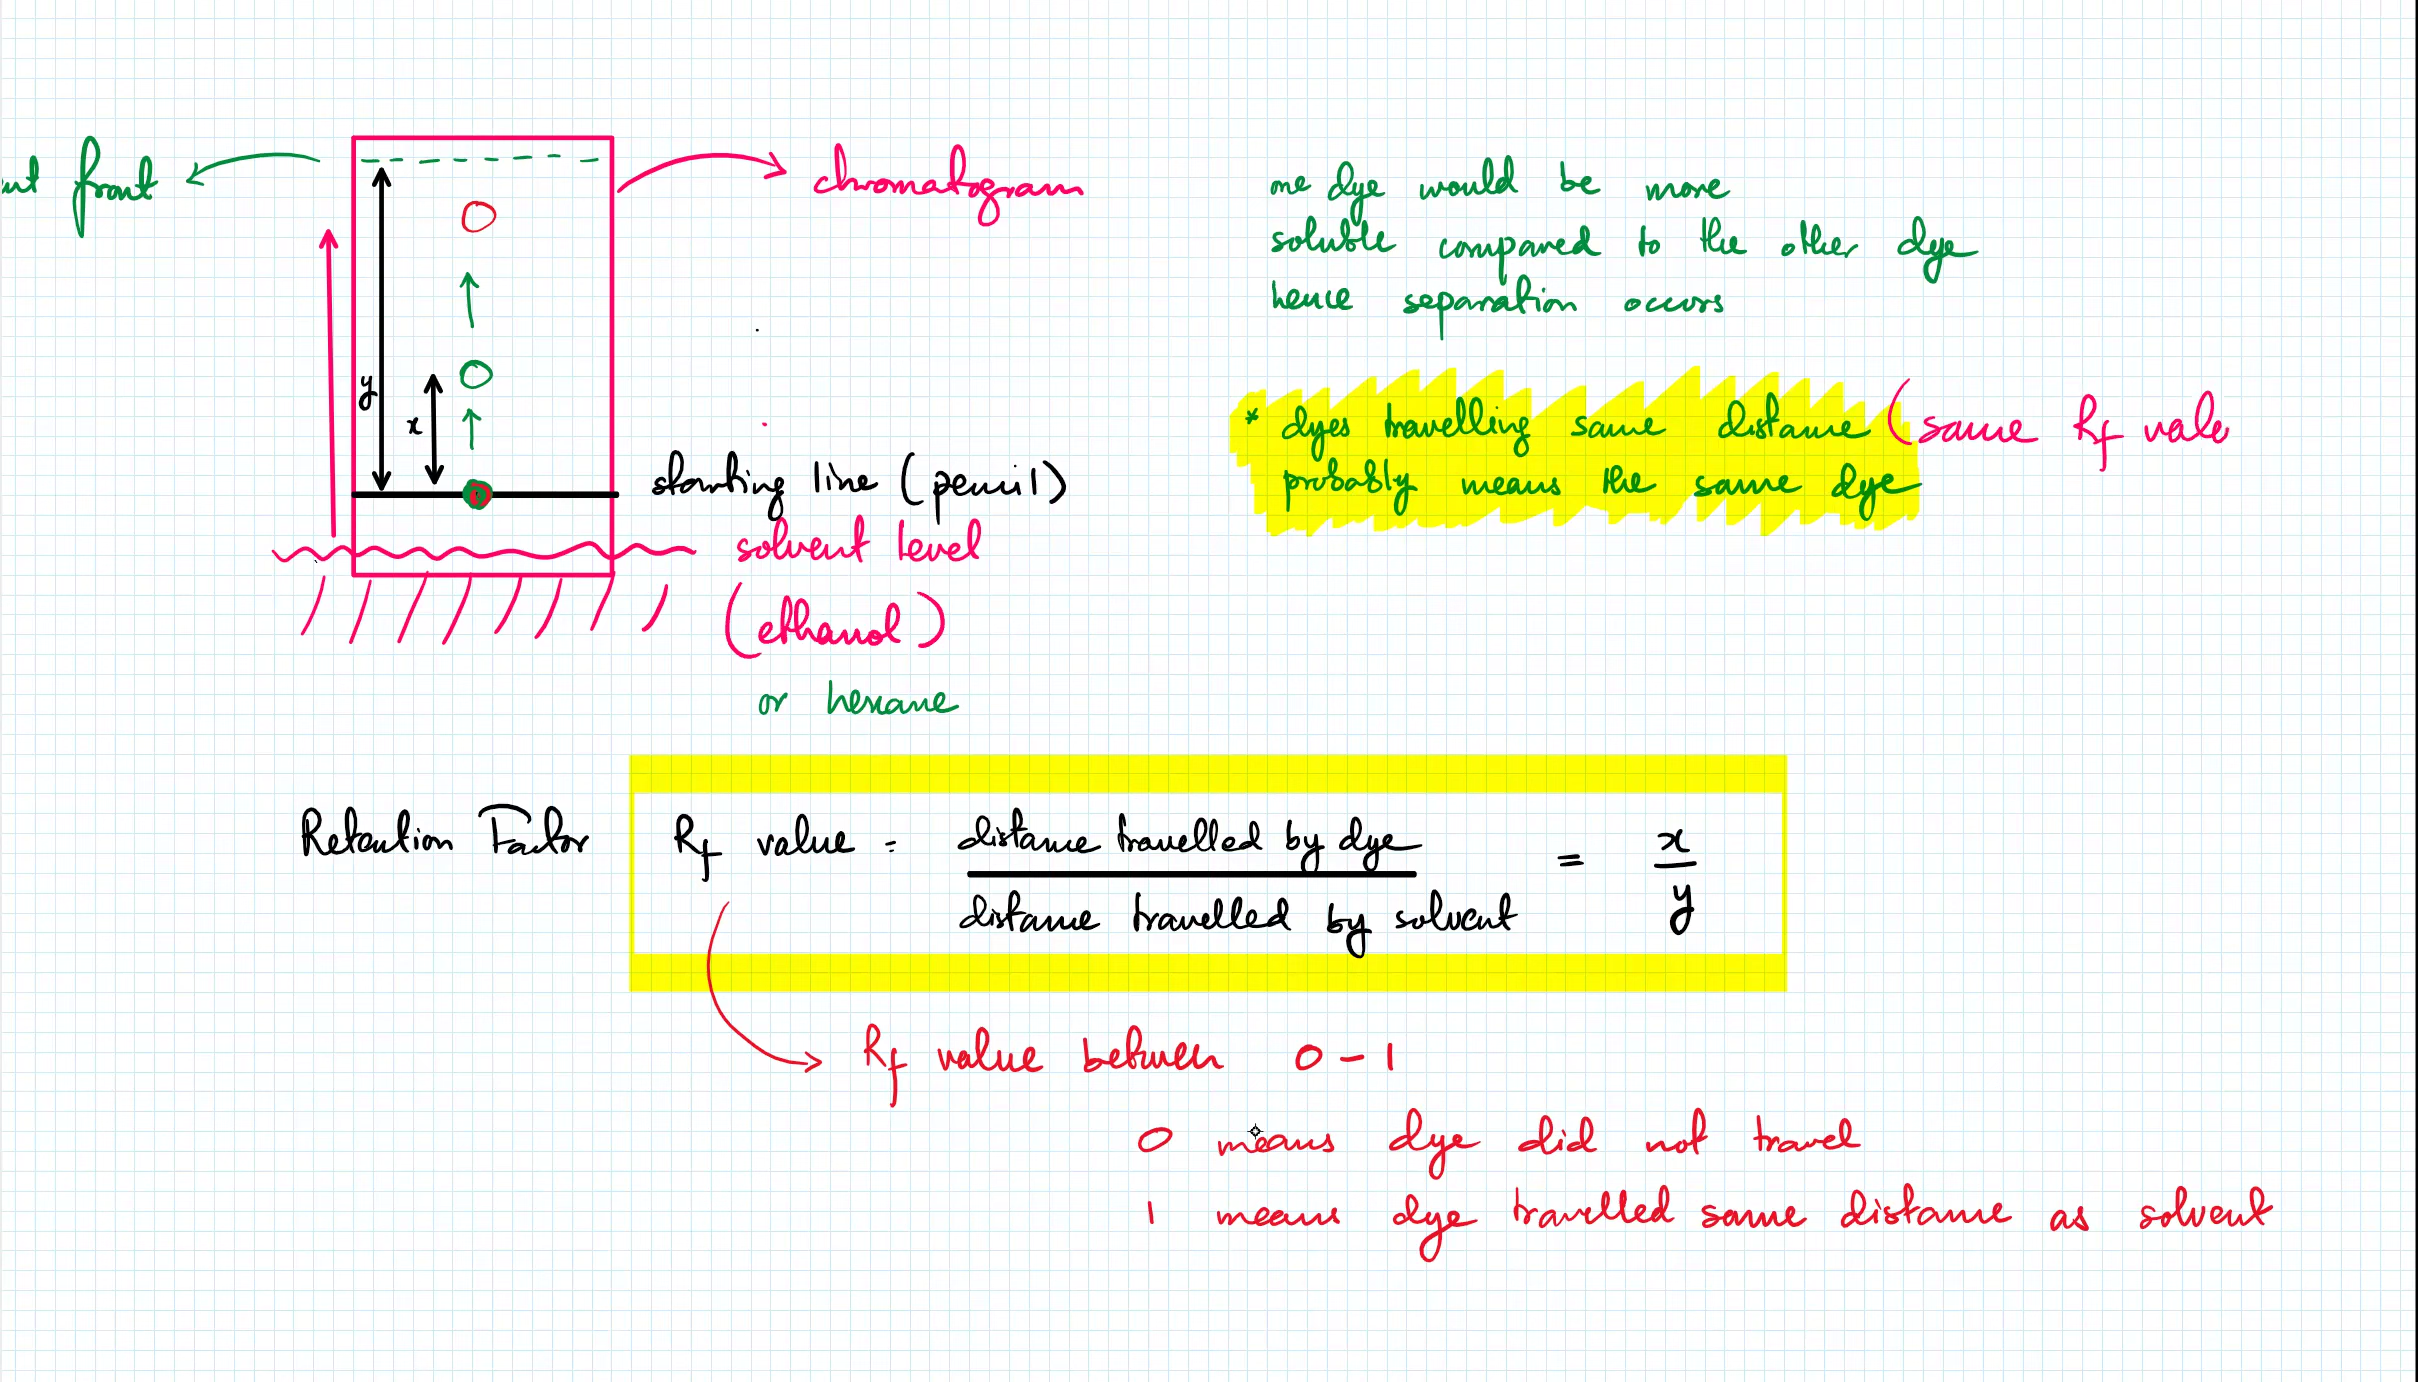 front
chromatogram
y
x
starting line (pencil)
solvent level
(ethanol)
or hexane
one dye would be more
soluble compared to the other dye
hence separation occurs
* dyes travelling same distance (same Rf valu
probably means the same dye
Retention Factor
Rf value = distance travelled by dye / distance travelled by solvent = x / y
Rf value between 0 - 1
0 means dye did not travel
1 means dye travelled same distance as solvent